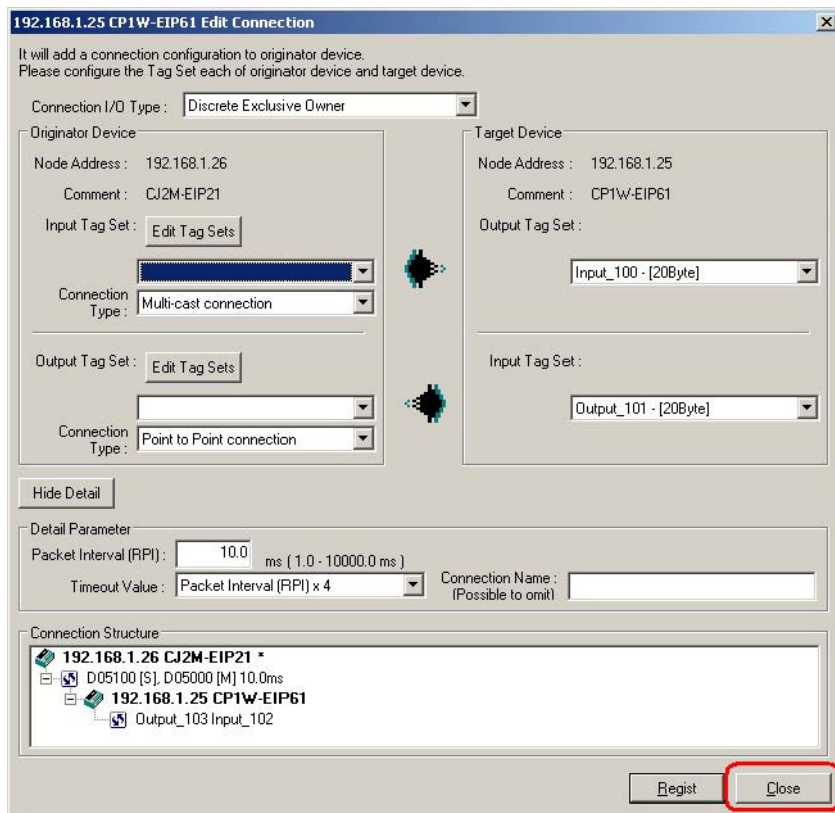 192.168.1.25 CP1W-EIP61 Edit Connection
It will add a connection configuration to originator device.
Please configure the Tag Set each of originator device and target device.
Connection I/O Type : Discrete Exclusive Owner
Originator Device
Node Address : 192.168.1.26
Comment : CJ2M-EIP21
Input Tag Set : Edit Tag Sets
Connection Type : Multi-cast connection
Output Tag Set : Edit Tag Sets
Connection Type : Point to Point connection
Target Device
Node Address : 192.168.1.25
Comment : CP1W-EIP61
Output Tag Set :
Input_100 - [20Byte]
Input Tag Set :
Output_101 - [20Byte]
Hide Detail
Detail Parameter
Packet Interval (RPI) : 10.0 ms ( 1.0 - 10000.0 ms )
Timeout Value : Packet Interval (RPI) x 4
Connection Name :
(Possible to omit)
Connection Structure
192.168.1.26 CJ2M-EIP21 *
D05100 [S], D05000 [M] 10.0ms
192.168.1.25 CP1W-EIP61
Output_103 Input_102
Regist Close